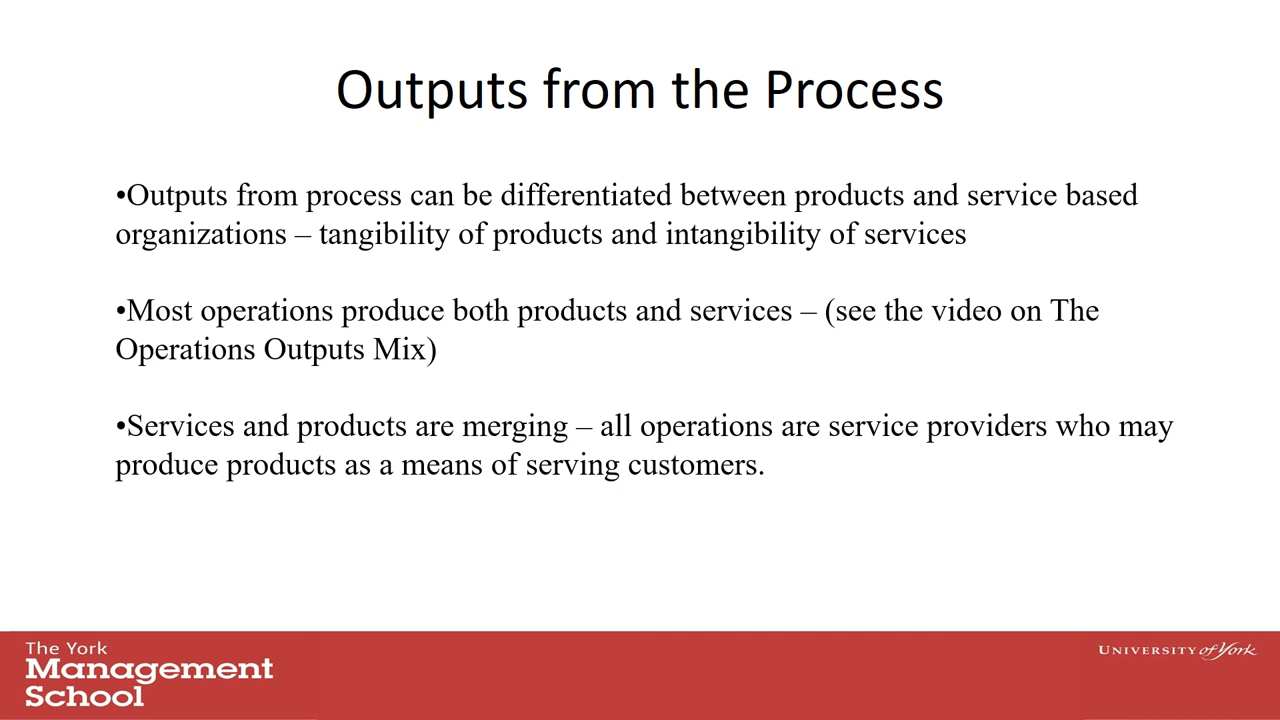 Outputs from the Process
•Outputs from process can be differentiated between products and service based
organizations – tangibility of products and intangibility of services
•Most operations produce both products and services – (see the video on The
Operations Outputs Mix)
•Services and products are merging – all operations are service providers who may
produce products as a means of serving customers.
The York
Management
School
UNIVERSITY of York